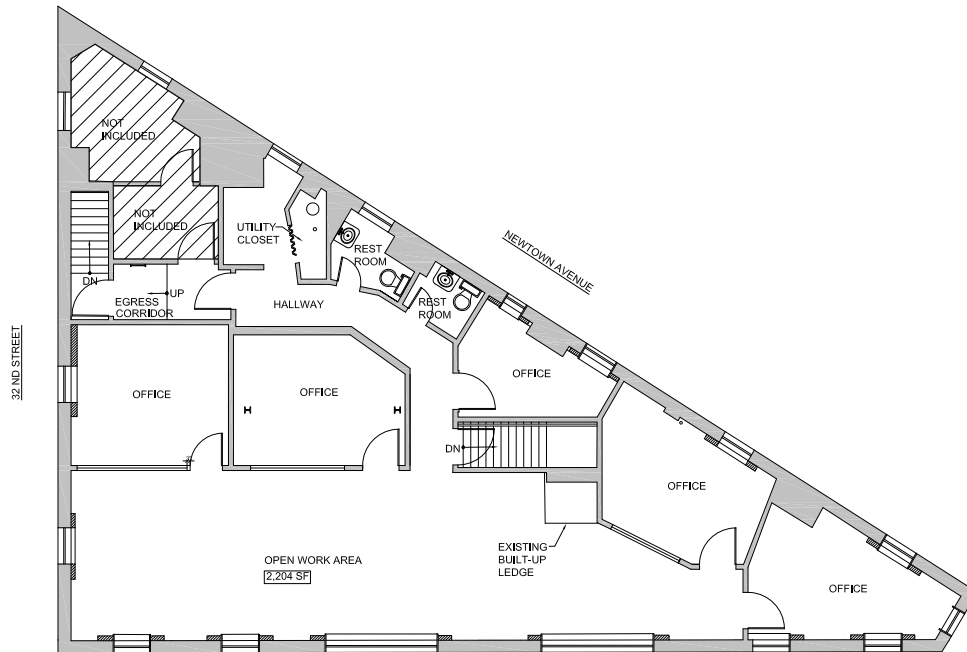 NOT
INCLUDED
NOT
INCLUDED
UTILITY
CLOSET
REST
ROOM
NEWTOWN AVENUE
DN
UP
EGRESS
CORRIDOR
HALLWAY
REST
ROOM
32 ND STREET
OFFICE
OFFICE
OFFICE
DN
OFFICE
EXISTING
BUILT-UP
LEDGE
OPEN WORK AREA
2,204 SF
OFFICE